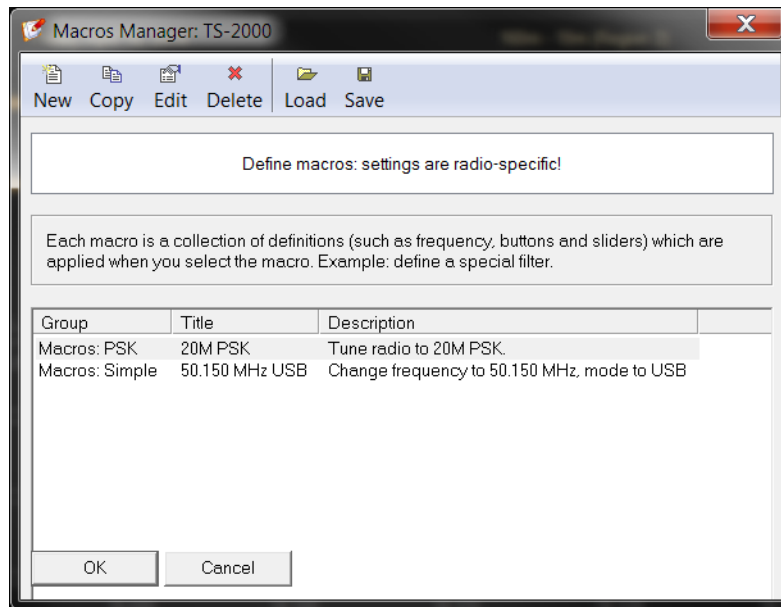 Macros Manager: TS-2000
New Copy Edit Delete Load Save
Define macros: settings are radio-specific!
Each macro is a collection of definitions (such as frequency, buttons and sliders) which are
applied when you select the macro. Example: define a special filter.
Group Title Description
Macros: PSK 20M PSK Tune radio to 20M PSK.
Macros: Simple 50.150 MHz USB Change frequency to 50.150 MHz, mode to USB
OK Cancel